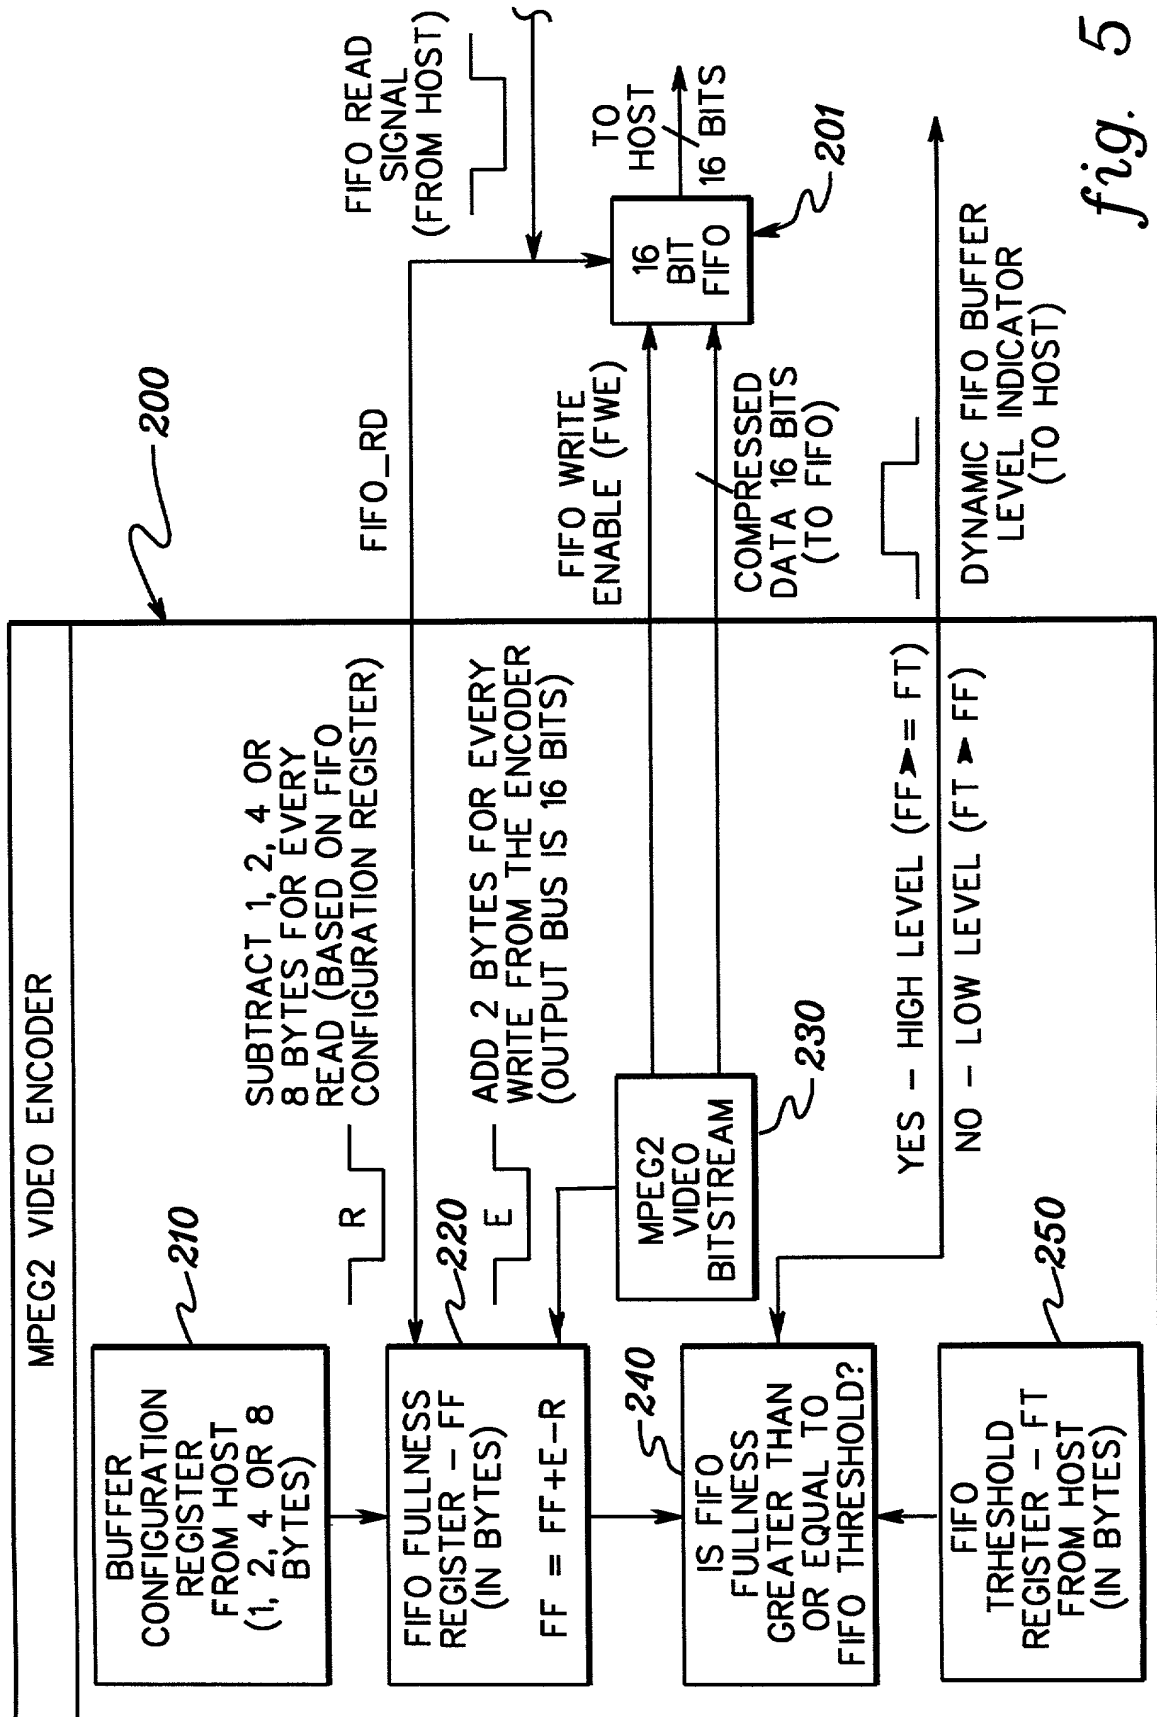 MPEG2 VIDEO ENCODER
200
BUFFER
CONFIGURATION
REGISTER
FROM HOST
(1, 2, 4 OR 8
BYTES)
210
R
SUBTRACT 1, 2, 4 OR
8 BYTES FOR EVERY
READ (BASED ON FIFO
CONFIGURATION REGISTER)
FIFO_RD
FIFO READ
SIGNAL
(FROM HOST)
FIFO FULLNESS
REGISTER – FF
(IN BYTES)
FF = FF+E–R
220
E
ADD 2 BYTES FOR EVERY
WRITE FROM THE ENCODER
(OUTPUT BUS IS 16 BITS)
FIFO WRITE
ENABLE (FWE)
16
BIT
FIFO
TO
HOST
16 BITS
201
MPEG2
VIDEO
BITSTREAM
230
COMPRESSED
DATA 16 BITS
(TO FIFO)
240
IS FIFO
FULLNESS
GREATER THAN
OR EQUAL TO
FIFO THRESHOLD?
YES – HIGH LEVEL (FF➤= FT)
NO – LOW LEVEL (FT ➤ FF)
DYNAMIC FIFO BUFFER
LEVEL INDICATOR
(TO HOST)
FIFO
TRHESHOLD
REGISTER – FT
FROM HOST
(IN BYTES)
250
fig. 5